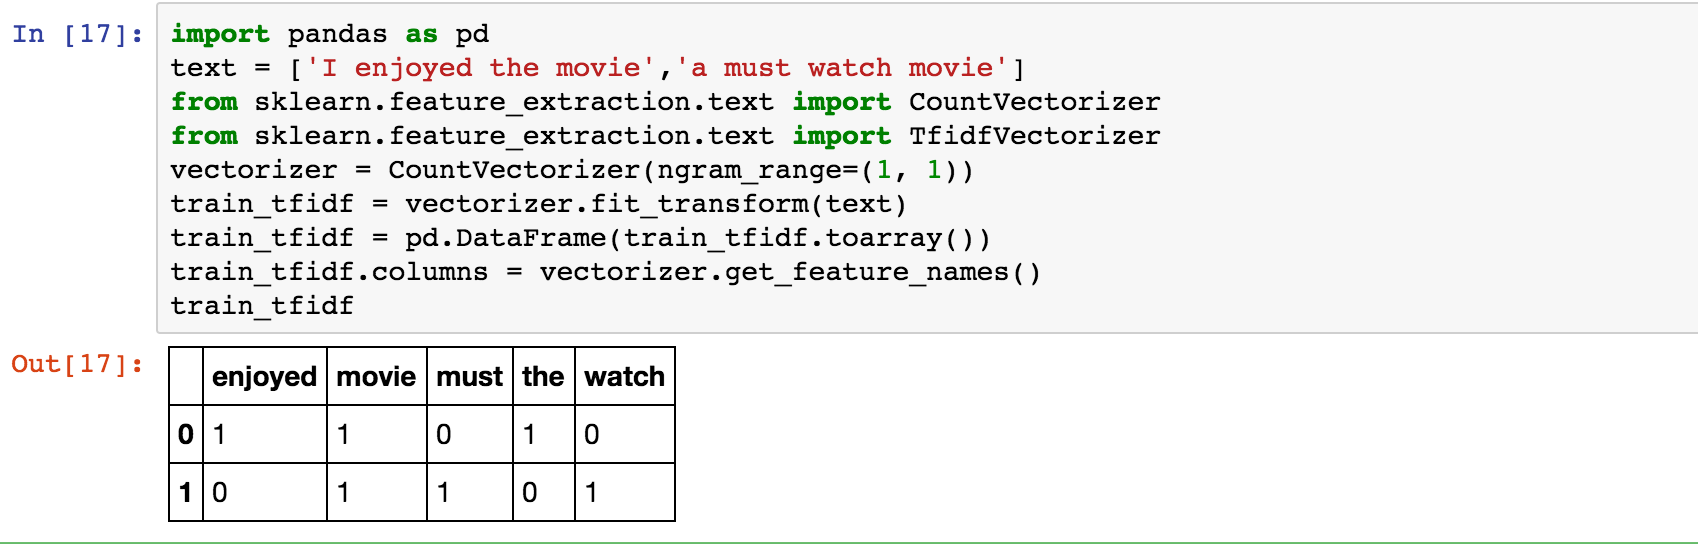 In [17]: import pandas as pd
text = ['I enjoyed the movie','a must watch movie']
from sklearn.feature_extraction.text import CountVectorizer
from sklearn.feature_extraction.text import TfidfVectorizer
vectorizer = CountVectorizer(ngram_range=(1, 1))
train_tfidf = vectorizer.fit_transform(text)
train_tfidf = pd.DataFrame(train_tfidf.toarray())
train_tfidf.columns = vectorizer.get_feature_names()
train_tfidf
Out[17]:
enjoyed movie must the watch
0 1 1 0 1 0
1 0 1 1 0 1